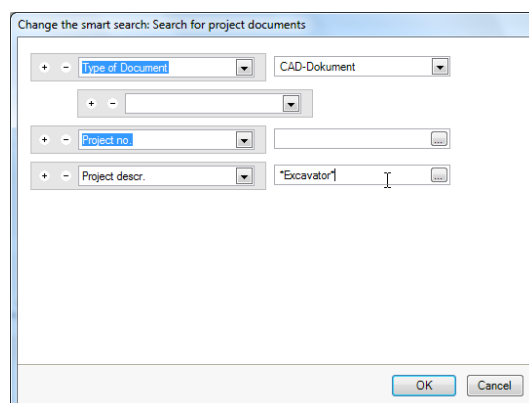 Change the smart search: Search for project documents
+ - Type of Document CAD-Dokument
+ -
+ - Project no. ...
+ - Project descr. *Excavator* ...
OK Cancel